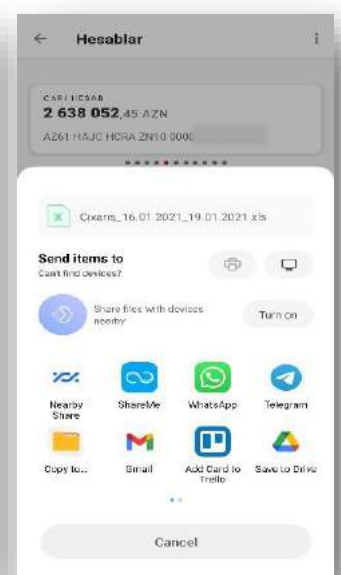 Hesablar
CARI HESAB
2 638 052,45 AZN
AZ61 HAJC HCRA ZN10 0000
Çıxarış_16.01.2021_19.01.2021.xls
Send items to
Can't find devices?
Share files with devices
nearby
Turn on
Nearby
Share
ShareMe
WhatsApp
Telegram
Copy to...
Gmail
Add Card to
Trello
Save to Drive
Cancel